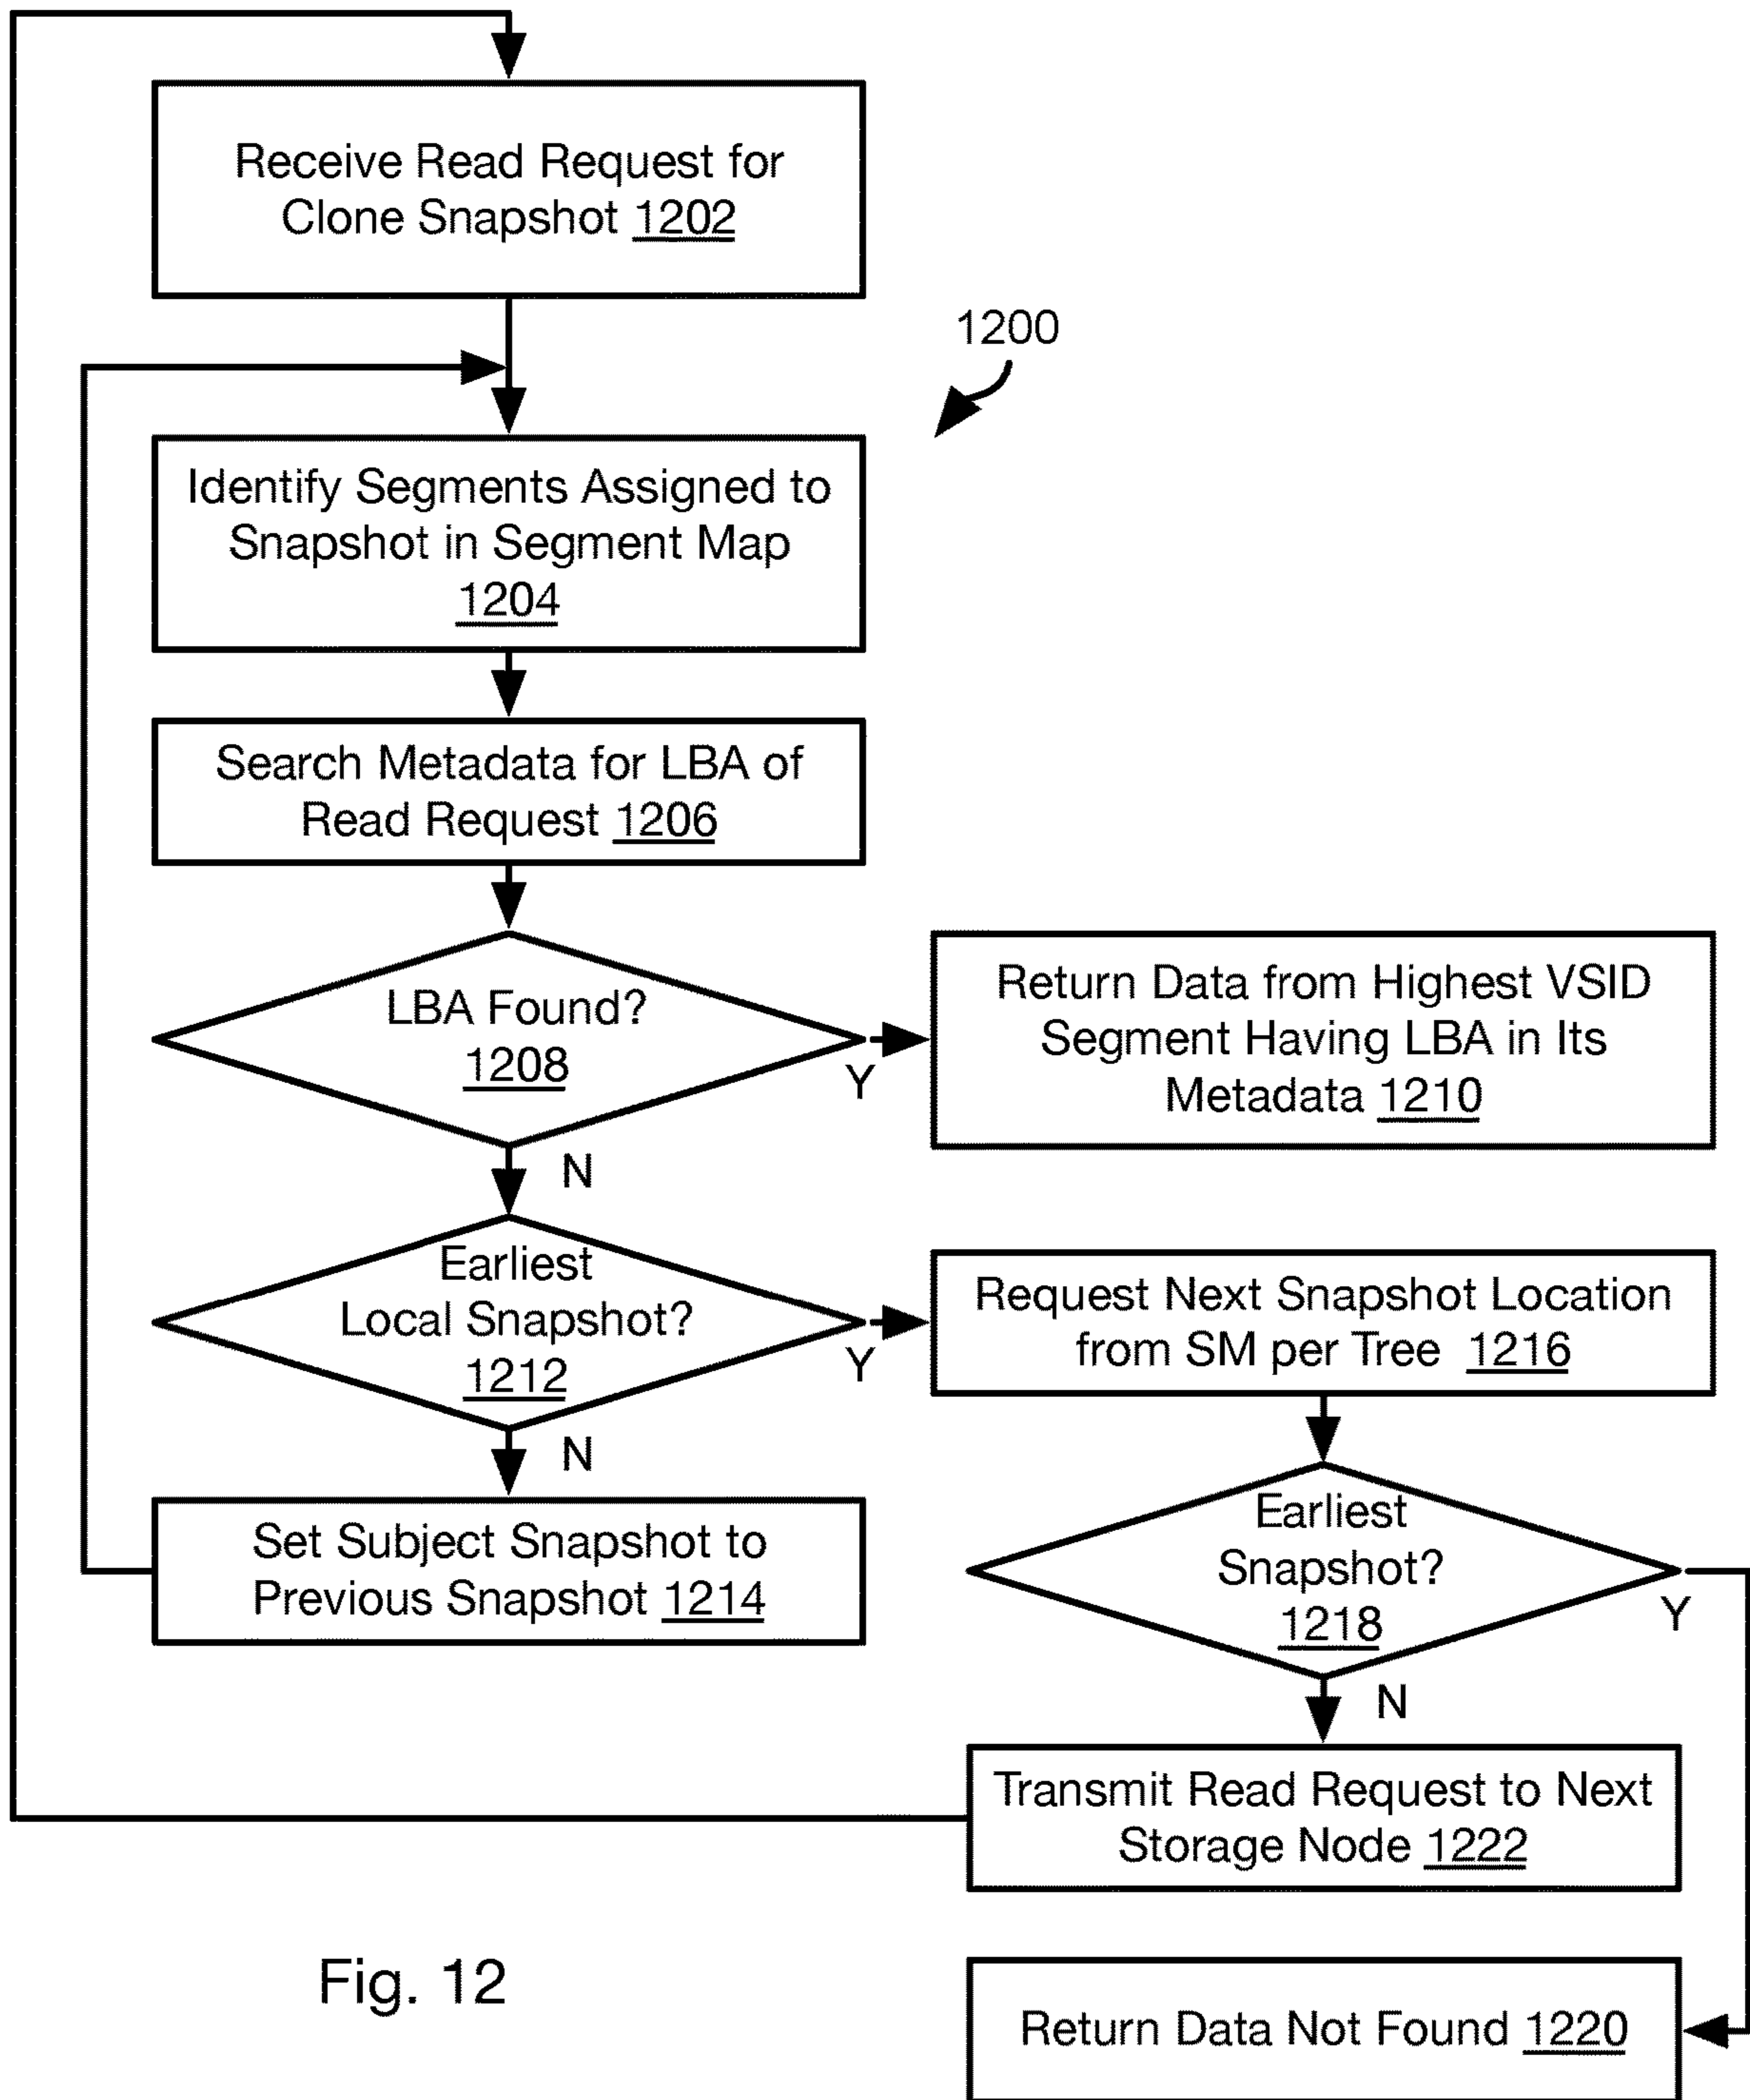 Receive Read Request for
Clone Snapshot 1202
1200
Identify Segments Assigned to
Snapshot in Segment Map
1204
Search Metadata for LBA of
Read Request 1206
LBA Found?
1208
Y
N
Return Data from Highest VSID
Segment Having LBA in Its
Metadata 1210
Earliest
Local Snapshot?
1212
Y
N
Request Next Snapshot Location
from SM per Tree 1216
Set Subject Snapshot to
Previous Snapshot 1214
Earliest
Snapshot?
1218
Y
N
Transmit Read Request to Next
Storage Node 1222
Return Data Not Found 1220
Fig. 12